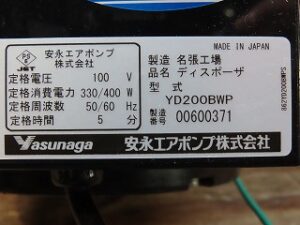 MADE IN JAPAN
JET
安永エアポンプ
株式会社
定格電圧 100 V
定格消費電力 330/400 W
定格周波数 50/60 Hz
定格時間 5 分
製造 名張工場
品名 ディスポーザ
型式
YD200BWP
製造番号 00600371
Yasunaga 安永エアポンプ株式会社